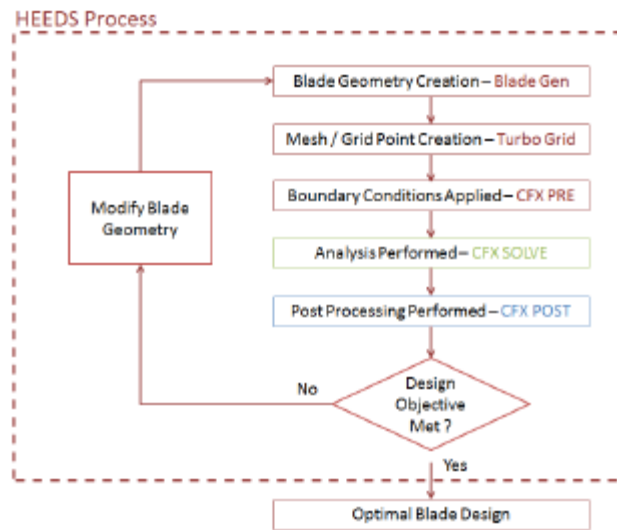 HEEDS Process
Blade Geometry Creation – Blade Gen
Mesh / Grid Point Creation – Turbo Grid
Boundary Conditions Applied– CFX PRE
Modify Blade
Geometry
Analysis Performed– CFX SOLVE
Post Processing Performed– CFX POST
No
Design
Objective
Met ?
Yes
Optimal Blade Design